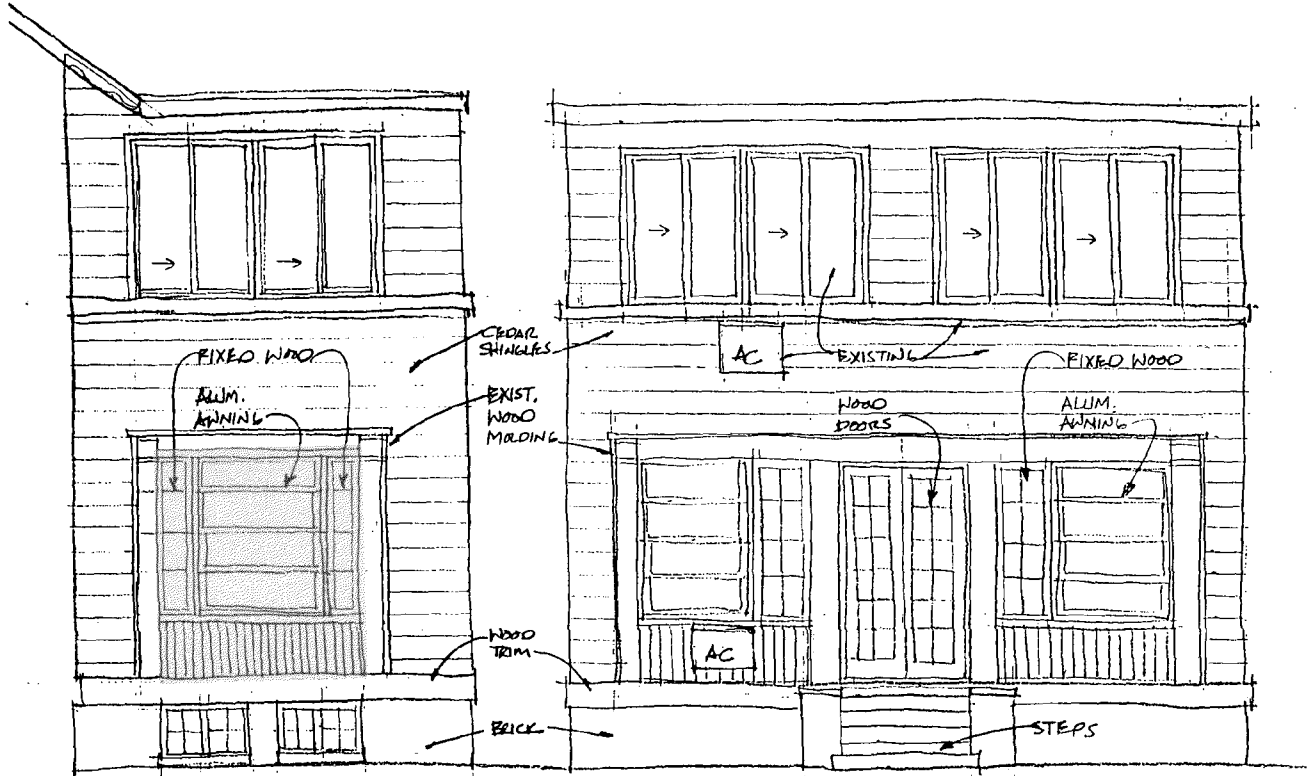 CEDAR
SHINGLES
FIXED WOOD
ALUM.
AWNING
EXIST.
WOOD
MOLDING
AC
EXISTING
FIXED WOOD
WOOD
DOORS
ALUM.
AWNING
WOOD
TRIM
AC
BRICK
STEPS